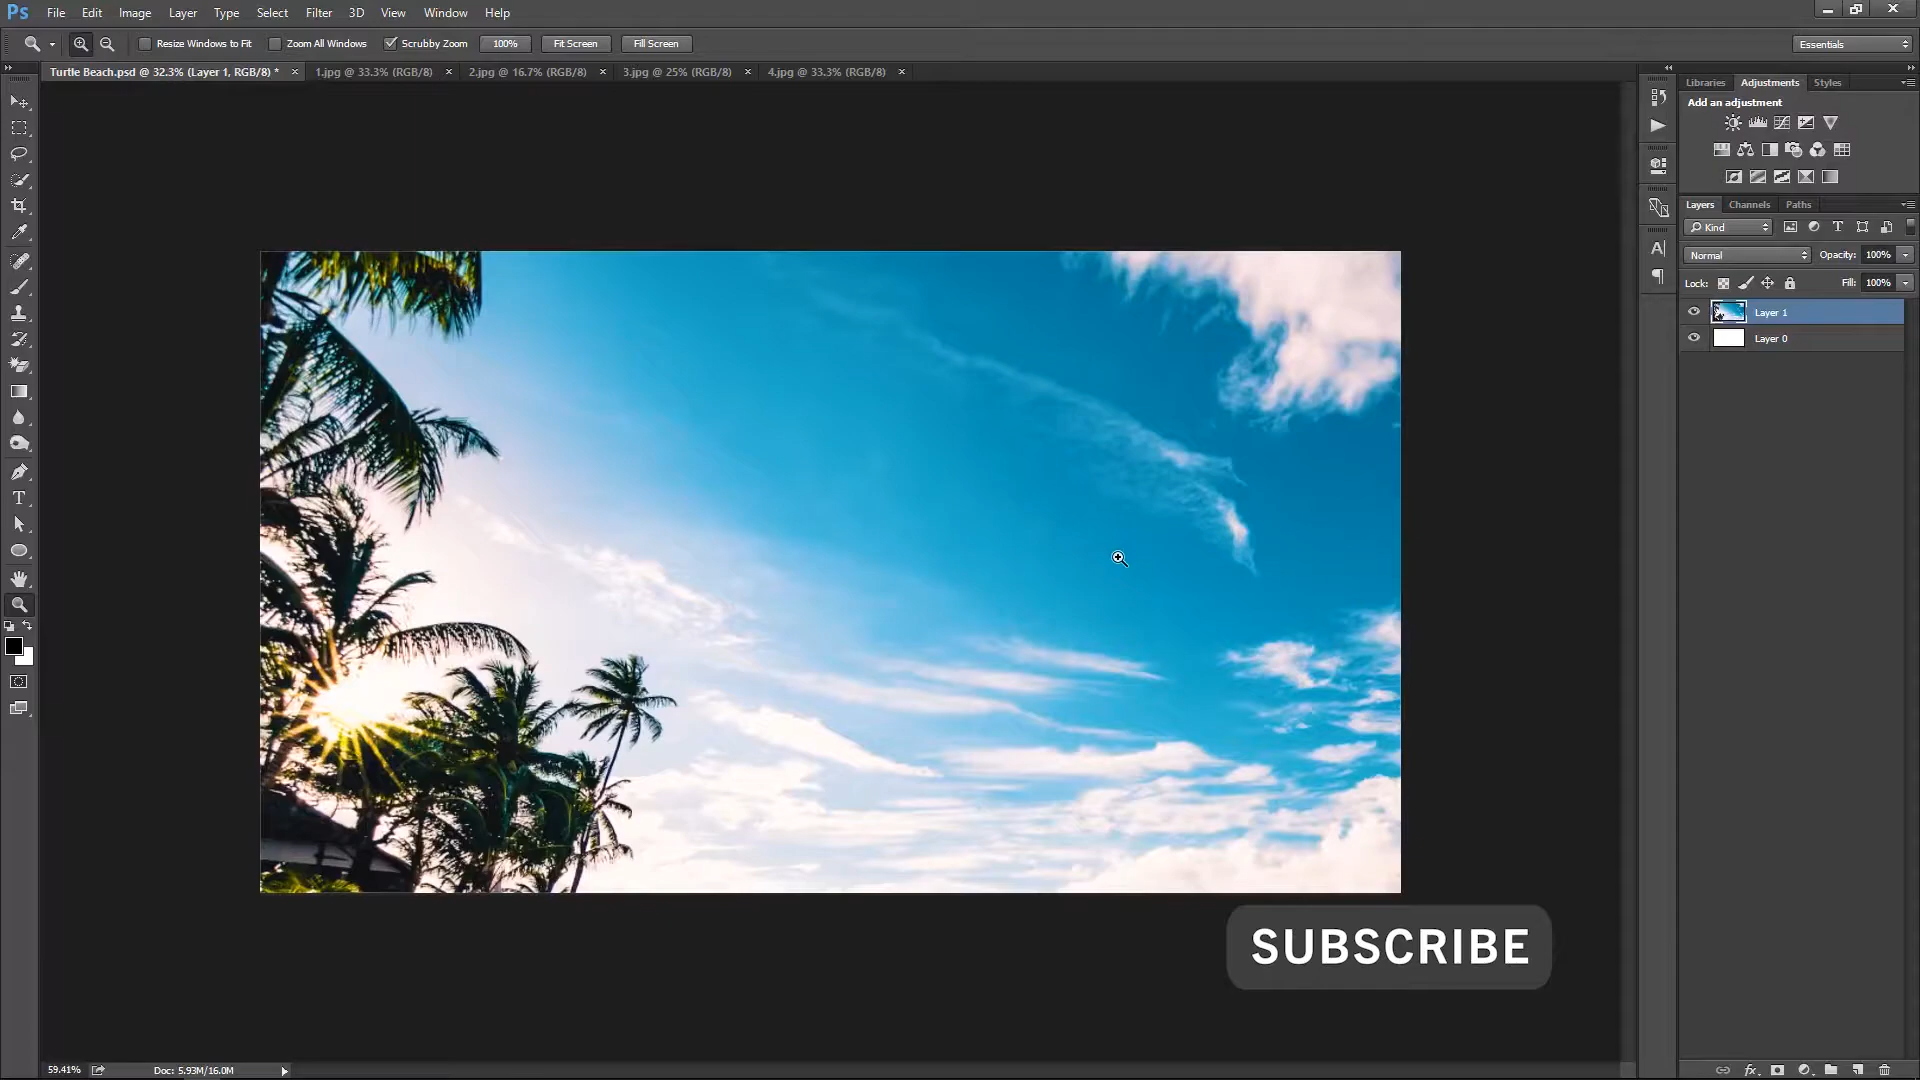 Ps File Edit Image Layer Type Select Filter 3D View Window Help
Resize Windows to Fit Zoom All Windows Scrubby Zoom 100% Fit Screen Fill Screen Essentials
Turtle Beach.psd @ 32.3% (Layer 1, RGB/8) * 1.jpg @ 33.3% (RGB/8) 2.jpg @ 16.7% (RGB/8) 3.jpg @ 25% (RGB/8) 4.jpg @ 33.3% (RGB/8)
Libraries Adjustments Styles
Add an adjustment
Layers Channels Paths
Kind
Normal Opacity: 100%
Lock: Fill: 100%
Layer 1
Layer 0
SUBSCRIBE
59.41% Doc: 5.93M/16.0M